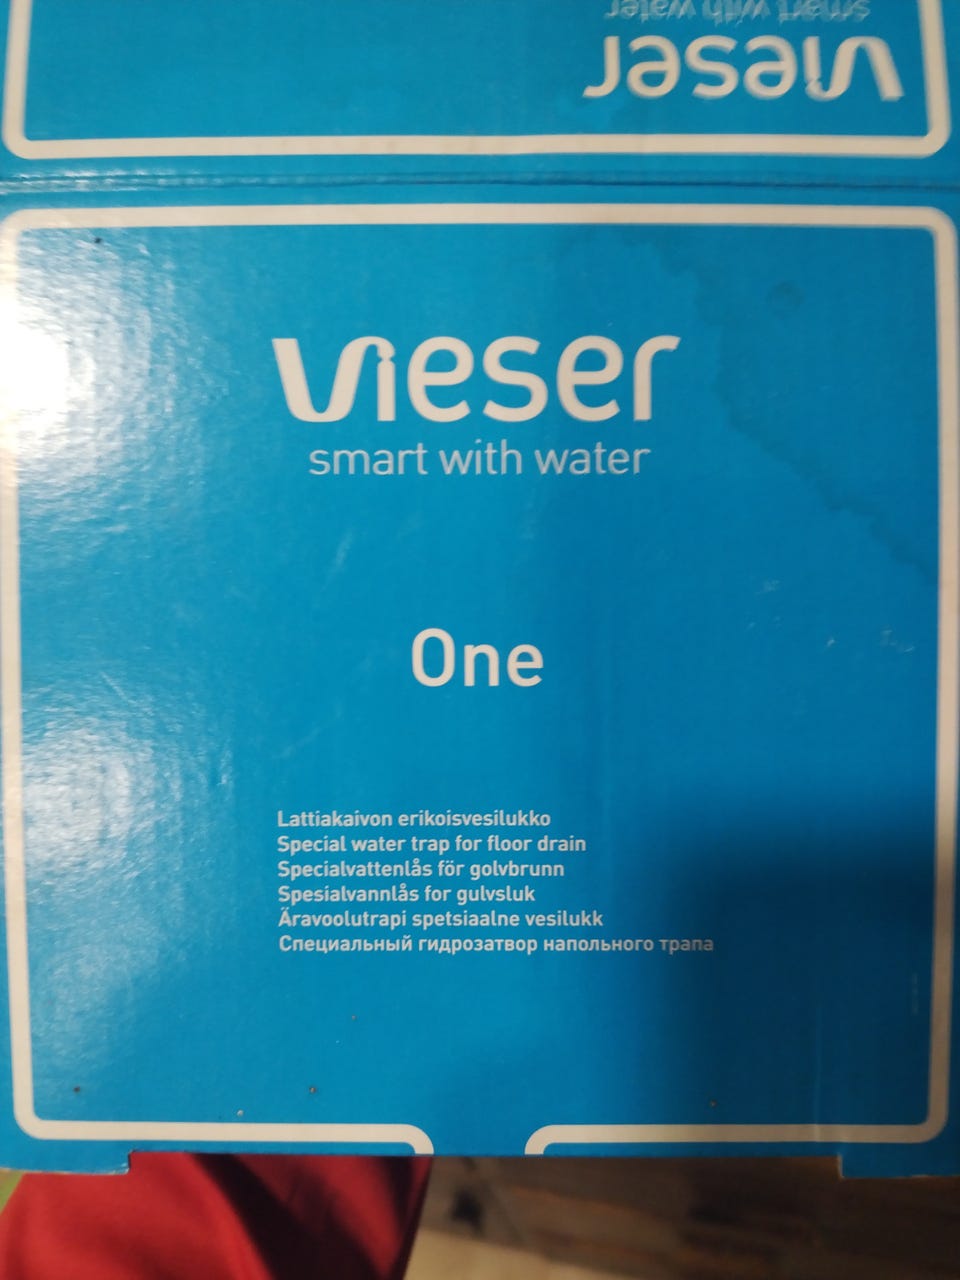 smart with water
vieser
vieser
smart with water
One
Lattiakaivon erikoisvesilukko
Special water trap for floor drain
Specialvattenlås för golvbrunn
Spesialvannlås for gulvsluk
Äravoolutrapi spetsiaalne vesilukk
Специальный гидрозатвор напольного трапа